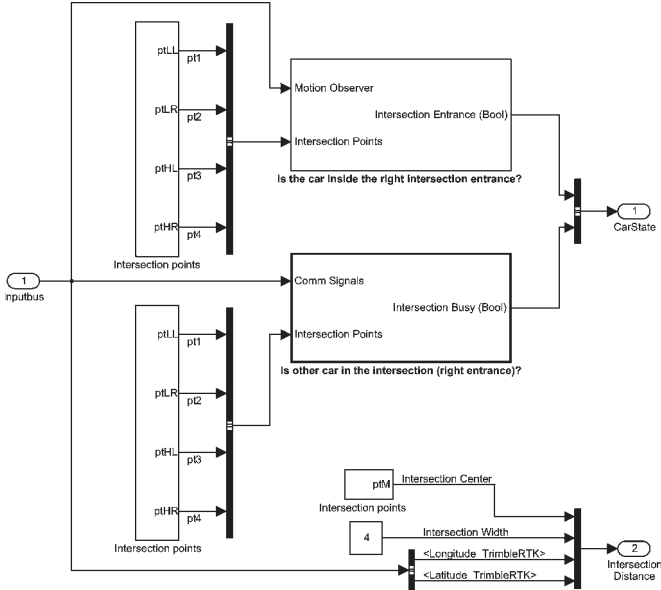 ptLL
pt1
ptLR
pt2
ptHL
pt3
ptHR
pt4
Intersection points
Motion Observer
Intersection Entrance (Bool)
Intersection Points
Is the car inside the right intersection entrance?
1
CarState
1
Inputbus
Comm Signals
Intersection Busy (Bool)
Intersection Points
Is other car in the intersection (right entrance)?
ptLL
pt1
ptLR
pt2
ptHL
pt3
ptHR
pt4
Intersection points
ptM
Intersection Center
Intersection points
4
Intersection Width
<Longitude_TrimbleRTK>
<Latitude_TrimbleRTK>
2
Intersection
Distance